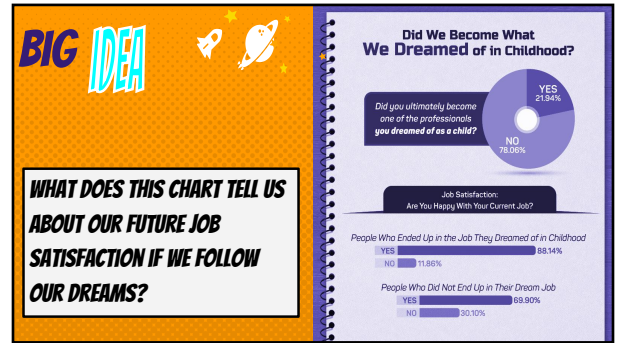 BIG IDEA
WHAT DOES THIS CHART TELL US
ABOUT OUR FUTURE JOB
SATISFACTION IF WE FOLLOW
OUR DREAMS?
Did We Become What
We Dreamed of in Childhood?
Did you ultimately become
one of the professionals
you dreamed of as a child?
YES
21.94%
NO
78.06%
Job Satisfaction:
Are You Happy With Your Current Job?
People Who Ended Up in the Job They Dreamed of in Childhood
YES 88.14%
NO 11.86%
People Who Did Not End Up in Their Dream Job
YES 69.90%
NO 30.10%